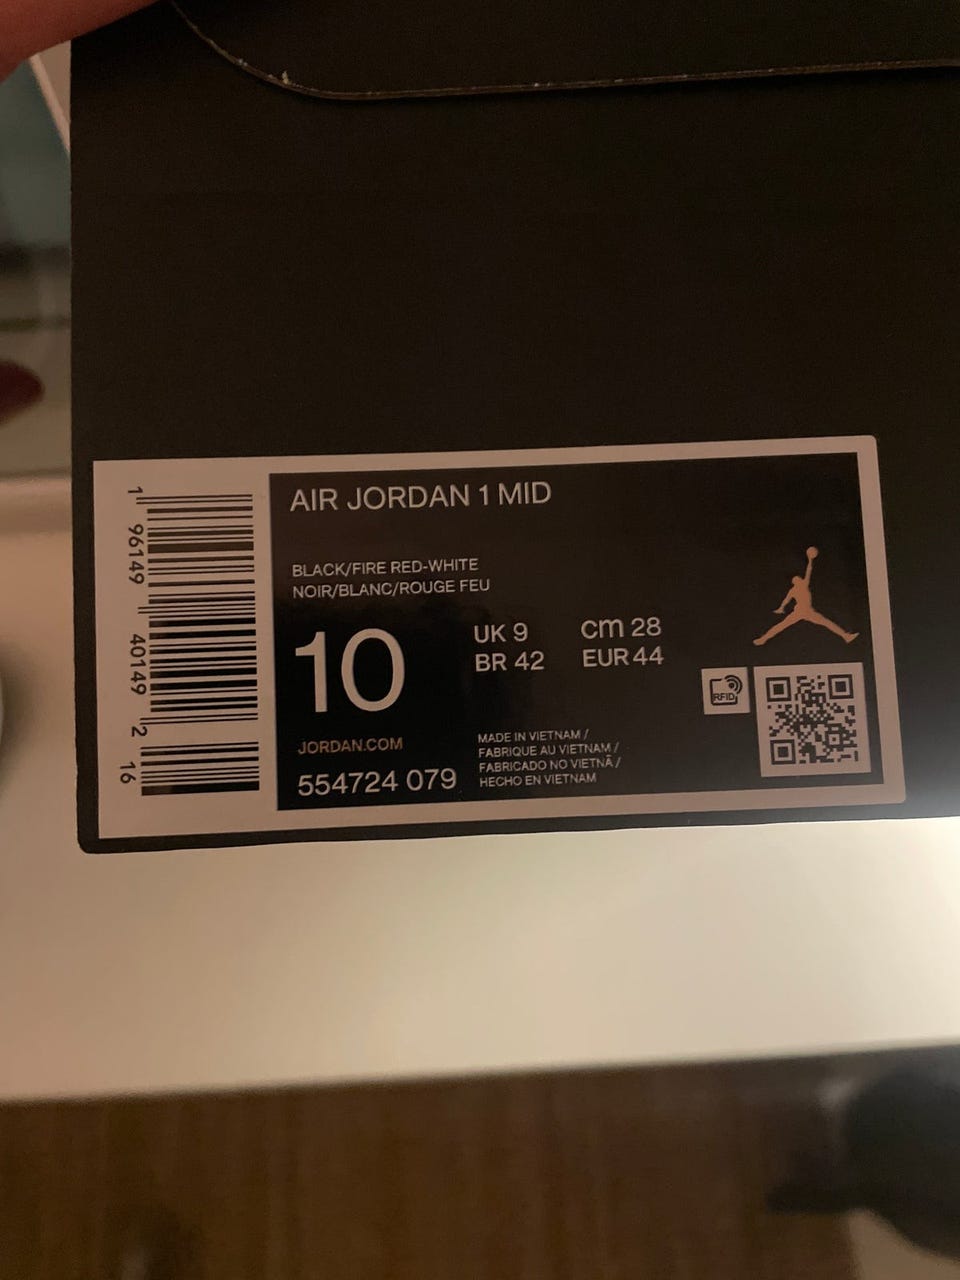 AIR JORDAN 1 MID
BLACK/FIRE RED-WHITE
NOIR/BLANC/ROUGE FEU
10
UK 9
cm 28
BR 42
EUR 44
RFID
JORDAN.COM
554724 079
MADE IN VIETNAM /
FABRIQUE AU VIETNAM /
FABRICADO NO VIETNÃ /
HECHO EN VIETNAM
1 96149 40149 2
16